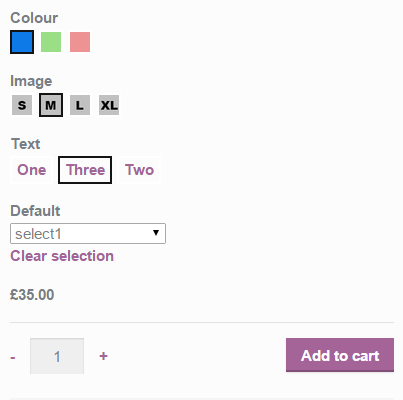 Colour
Image
S M L XL
Text
One Three Two
Default
select1
Clear selection
£35.00
- 1 + Add to cart